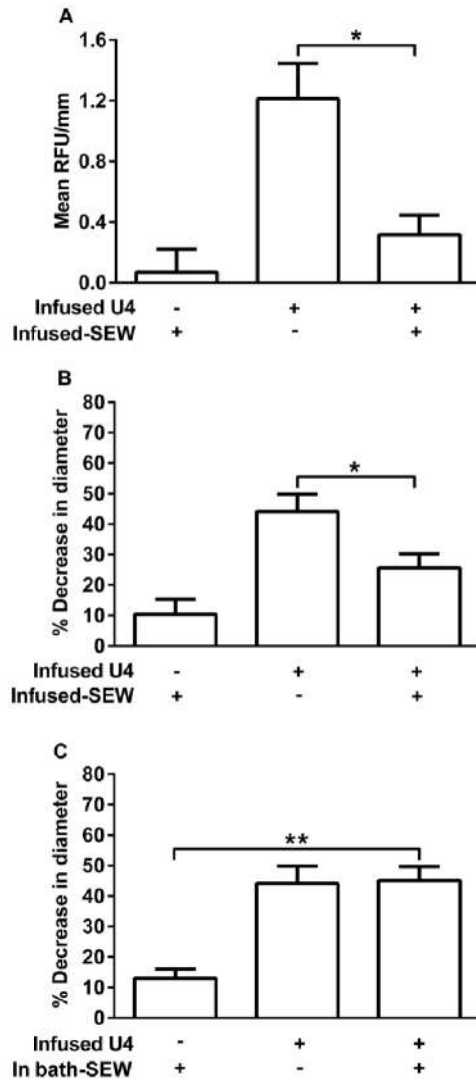 A
Mean RFU/mm
1.6
1.2
0.8
0.4
0.0
*
Infused U4 - + +
Infused-SEW + - +
B
% Decrease in diameter
80
70
60
50
40
30
20
10
0
*
Infused U4 - + +
Infused-SEW + - +
C
% Decrease in diameter
80
70
60
50
40
30
20
10
0
**
Infused U4 - + +
In bath-SEW + - +